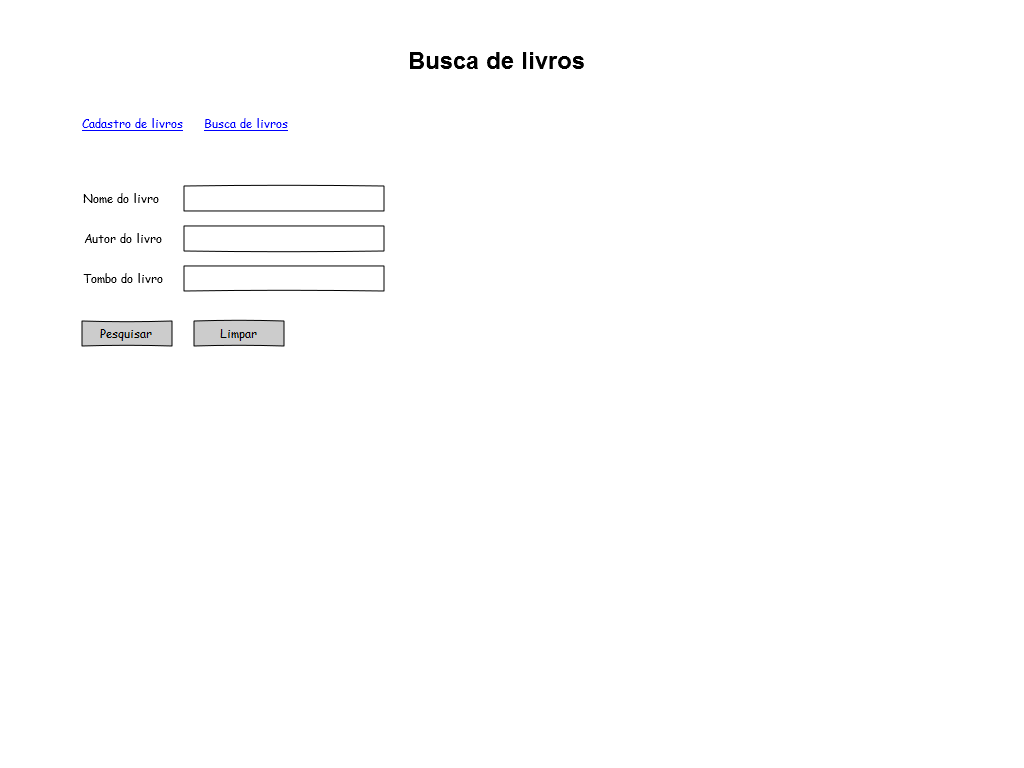 Busca de livros
Cadastro de livros Busca de livros
Nome do livro
Autor do livro
Tombo do livro
Pesquisar Limpar